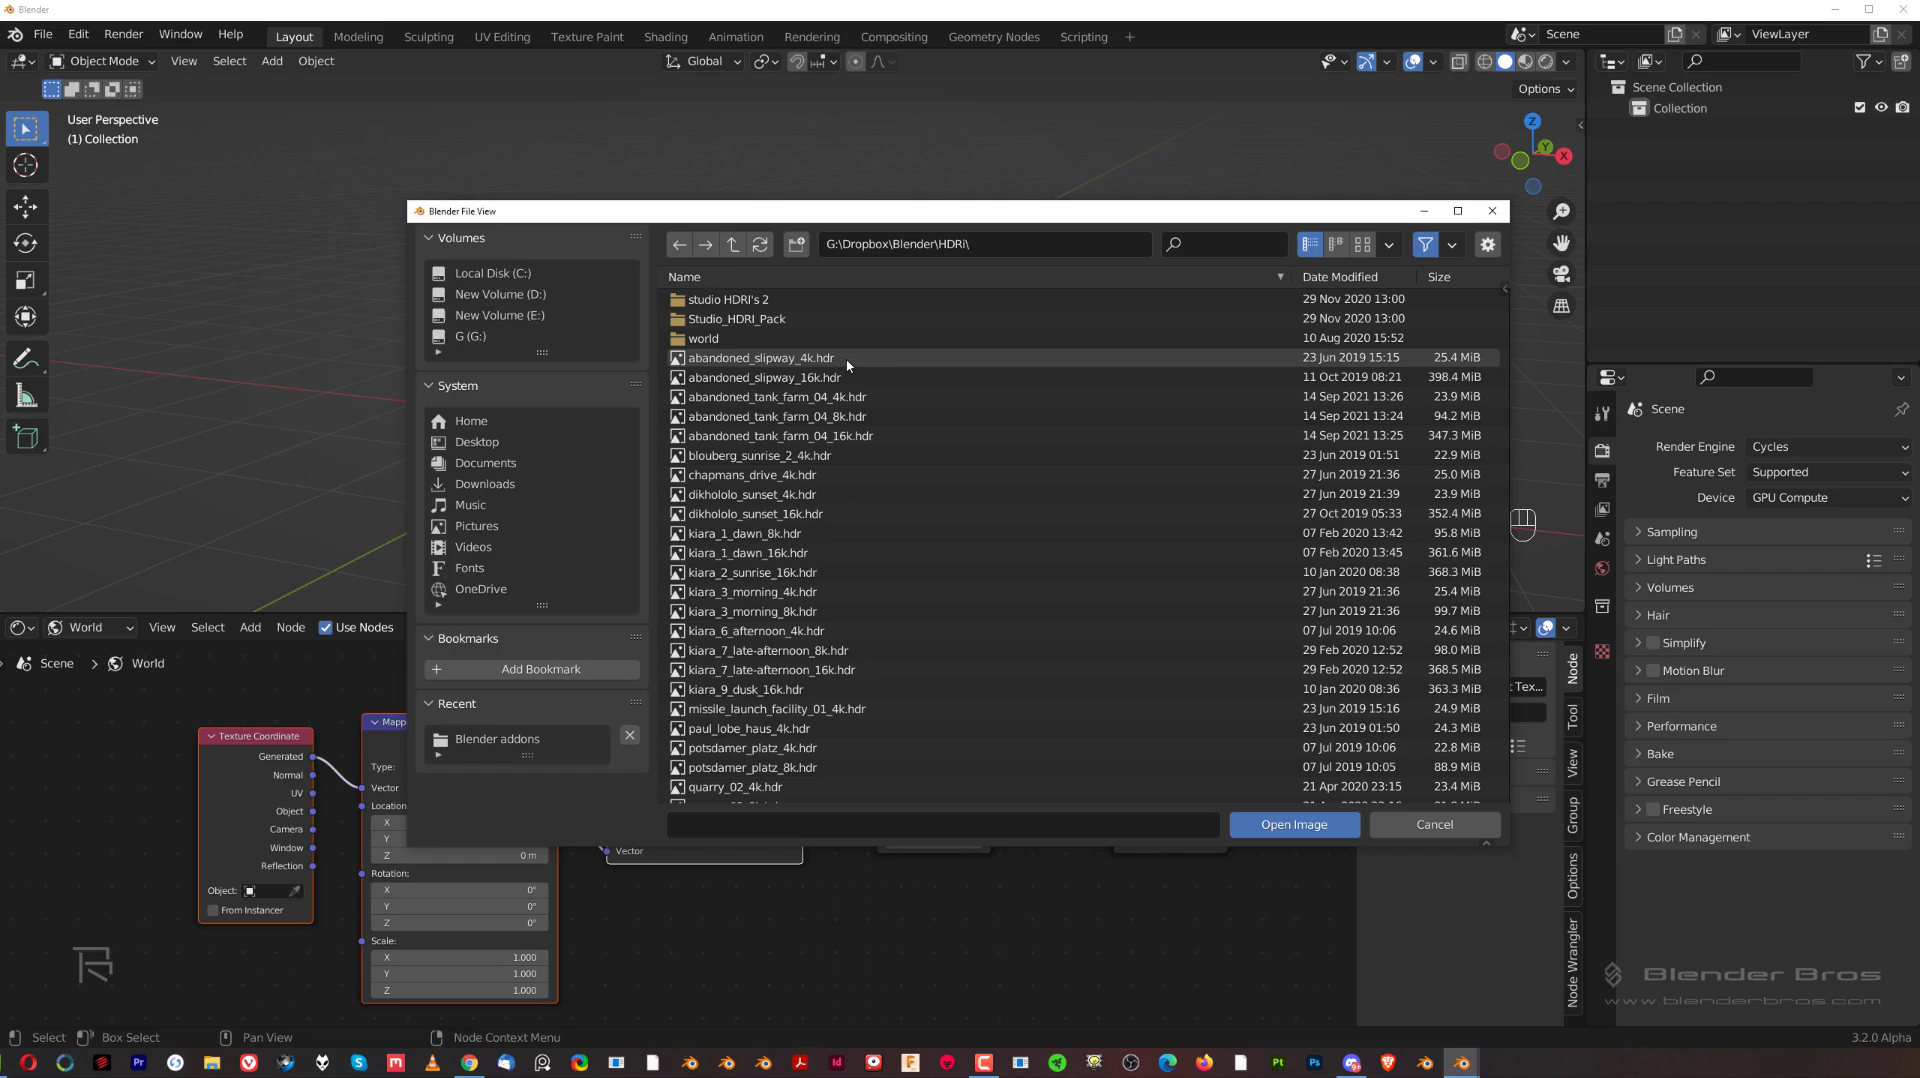 Blender
File Edit Render Window Help Layout Modeling Sculpting UV Editing Texture Paint Shading Animation Rendering Compositing Geometry Nodes Scripting + Scene ViewLayer
Object Mode View Select Add Object Global
Options
User Perspective
(1) Collection
Z
Y
X
Scene Collection
Collection
Blender File View
Volumes
Local Disk (C:)
New Volume (D:)
New Volume (E:)
G (G:)
System
Home
Desktop
Documents
Downloads
Music
Pictures
Videos
Fonts
OneDrive
Bookmarks
Add Bookmark
Recent
Blender addons
G:\Dropbox\Blender\HDRi\
Name Date Modified Size
studio HDRI's 2 29 Nov 2020 13:00
Studio_HDRI_Pack 29 Nov 2020 13:00
world 10 Aug 2020 15:52
abandoned_slipway_4k.hdr 23 Jun 2019 15:15 25.4 MiB
abandoned_slipway_16k.hdr 11 Oct 2019 08:21 398.4 MiB
abandoned_tank_farm_04_4k.hdr 14 Sep 2021 13:26 23.9 MiB
abandoned_tank_farm_04_8k.hdr 14 Sep 2021 13:24 94.2 MiB
abandoned_tank_farm_04_16k.hdr 14 Sep 2021 13:25 347.3 MiB
blouberg_sunrise_2_4k.hdr 23 Jun 2019 01:51 22.9 MiB
chapmans_drive_4k.hdr 27 Jun 2019 21:36 25.0 MiB
dikhololo_sunset_4k.hdr 27 Jun 2019 21:39 23.9 MiB
dikhololo_sunset_16k.hdr 27 Oct 2019 05:33 352.4 MiB
kiara_1_dawn_8k.hdr 07 Feb 2020 13:42 95.8 MiB
kiara_1_dawn_16k.hdr 07 Feb 2020 13:45 361.6 MiB
kiara_2_sunrise_16k.hdr 10 Jan 2020 08:38 368.3 MiB
kiara_3_morning_4k.hdr 27 Jun 2019 21:36 25.4 MiB
kiara_3_morning_8k.hdr 27 Jun 2019 21:36 99.7 MiB
kiara_6_afternoon_4k.hdr 07 Jul 2019 10:06 24.6 MiB
kiara_7_late-afternoon_8k.hdr 29 Feb 2020 12:52 98.0 MiB
kiara_7_late-afternoon_16k.hdr 29 Feb 2020 12:52 368.5 MiB
kiara_9_dusk_16k.hdr 10 Jan 2020 08:36 363.3 MiB
missile_launch_facility_01_4k.hdr 23 Jun 2019 15:16 24.9 MiB
paul_lobe_haus_4k.hdr 23 Jun 2019 01:50 24.3 MiB
potsdamer_platz_4k.hdr 07 Jul 2019 10:06 22.8 MiB
potsdamer_platz_8k.hdr 07 Jul 2019 10:05 88.9 MiB
quarry_02_4k.hdr 21 Apr 2020 23:15 23.4 MiB
Open Image Cancel
Scene
Render Engine Cycles
Feature Set Supported
Device GPU Compute
Sampling
Light Paths
Volumes
Hair
Simplify
Motion Blur
Film
Performance
Bake
Grease Pencil
Freestyle
Color Management
World View Select Add Node Use Nodes
Scene > World
Texture Coordinate
Generated
Normal
UV
Object
Camera
Window
Reflection
Object:
From Instancer
Mapp
Type:
Vector
Location
X
Y
Z 0 m
Rotation:
X 0°
Y 0°
Z 0°
Scale:
X 1.000
Y 1.000
Z 1.000
Vector
t Tex...
Node
Tool
View
Group
Options
Node Wrangler
Blender Bros
www.blenderbros.com
Select Box Select Pan View Node Context Menu 3.2.0 Alpha
Pr Id Pt Ps